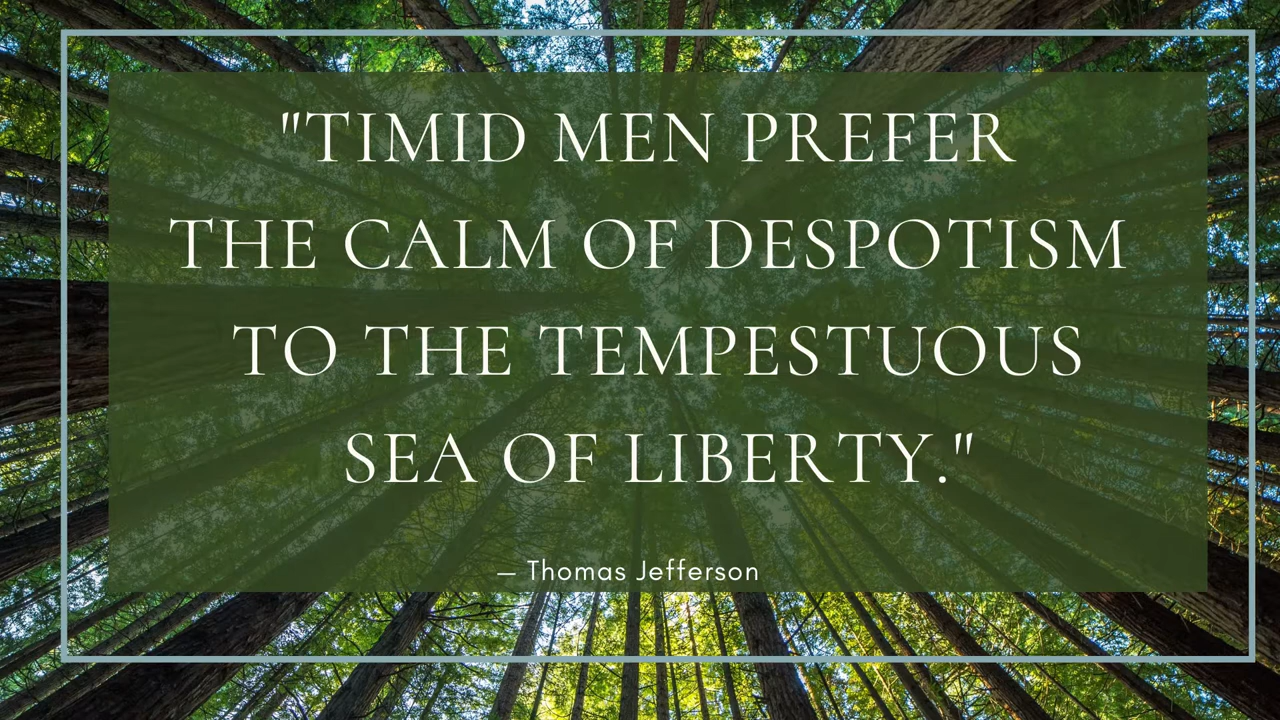 "TIMID MEN PREFER
THE CALM OF DESPOTISM
TO THE TEMPESTUOUS
SEA OF LIBERTY."
— Thomas Jefferson